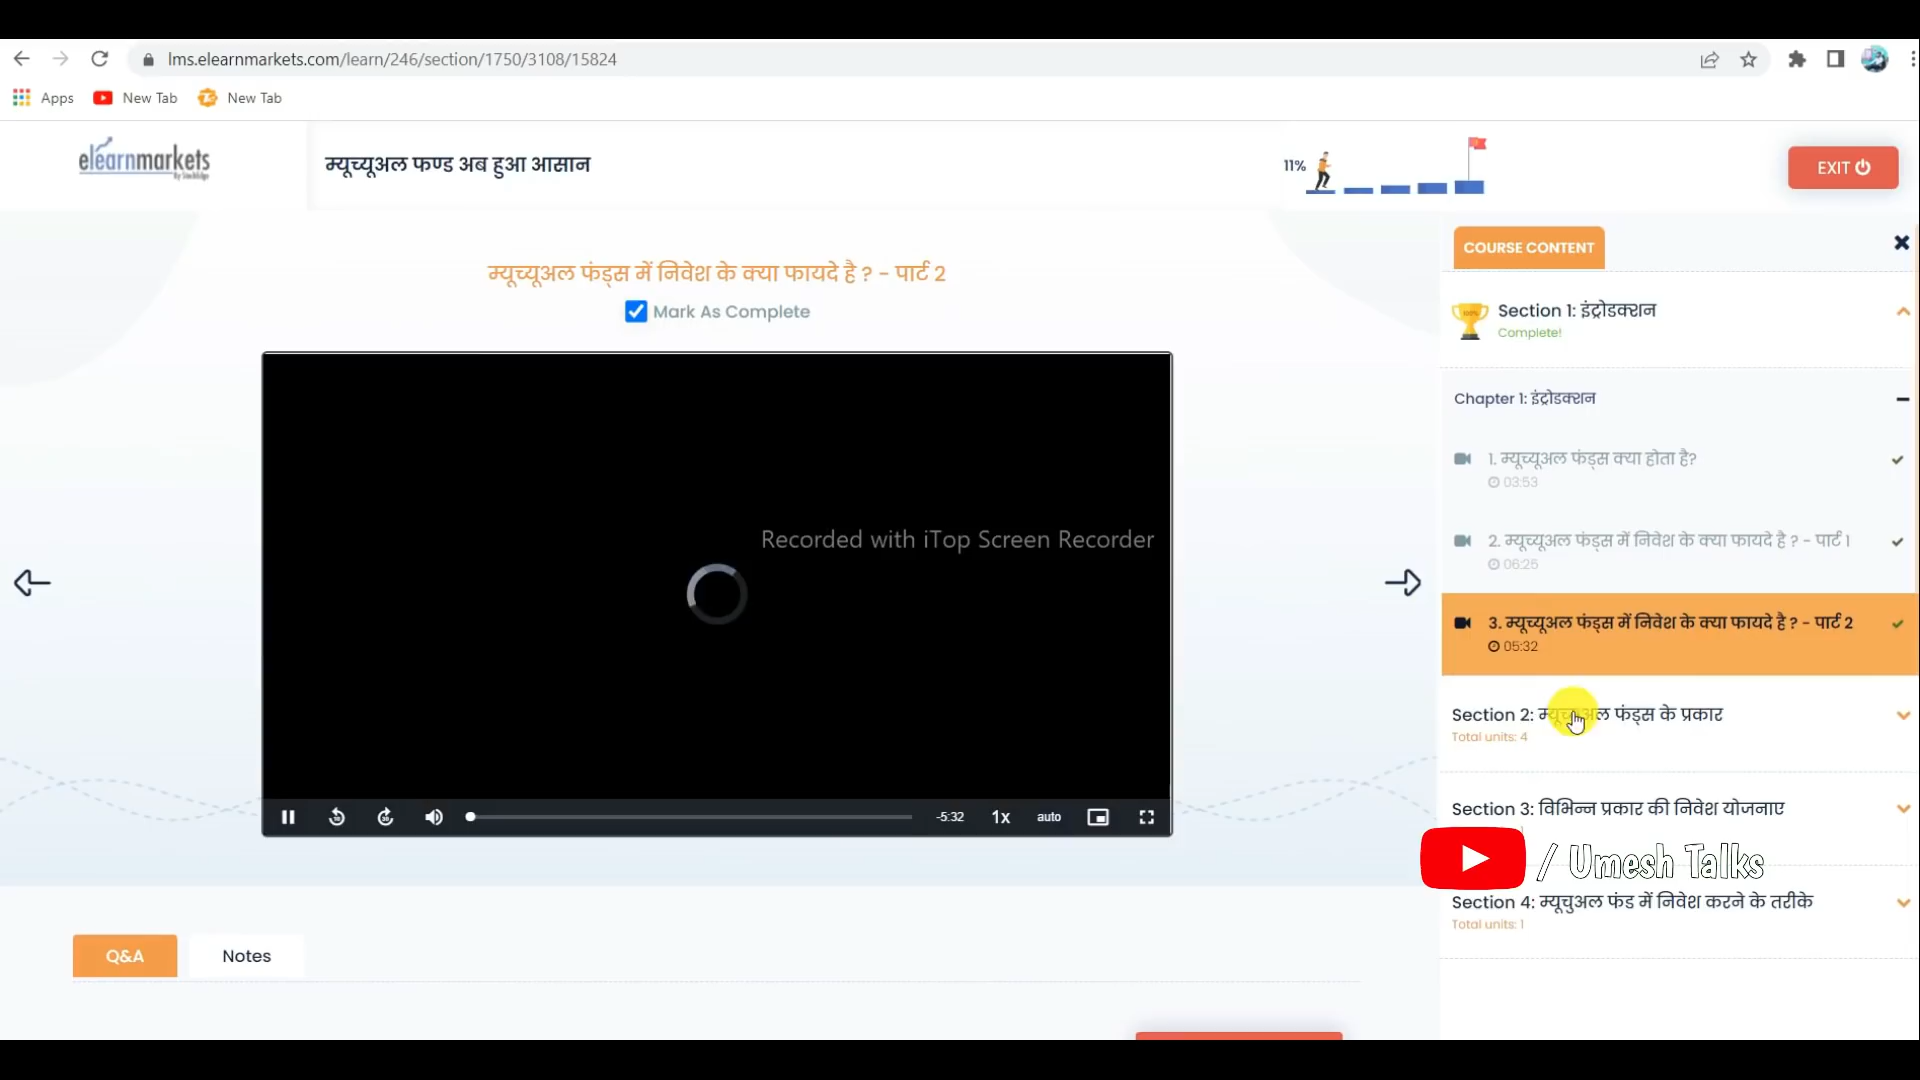 lms.elearnmarkets.com/learn/246/section/1750/3108/15824
Apps
New Tab
New Tab
elearnmarkets
म्यूच्यूअल फण्ड अब हुआ आसान
11%
EXIT
म्यूच्यूअल फंड्स में निवेश के क्या फायदे है ? - पार्ट 2
Mark As Complete
Recorded with iTop Screen Recorder
-5:32
1x
auto
Q&A
Notes
COURSE CONTENT
100%
Section 1: इंट्रोडक्शन
Complete!
Chapter 1: इंट्रोडक्शन
1. म्यूच्यूअल फंड्स क्या होता है?
03:53
2. म्यूच्यूअल फंड्स में निवेश के क्या फायदे है ? - पार्ट 1
06:25
3. म्यूच्यूअल फंड्स में निवेश के क्या फायदे है ? - पार्ट 2
05:32
Section 2: म्यूच्यूअल फंड्स के प्रकार
Total units: 4
Section 3: विभिन्न प्रकार की निवेश योजनाए
/ Umesh Talks
Section 4: म्यूचुअल फंड में निवेश करने के तरीके
Total units: 1